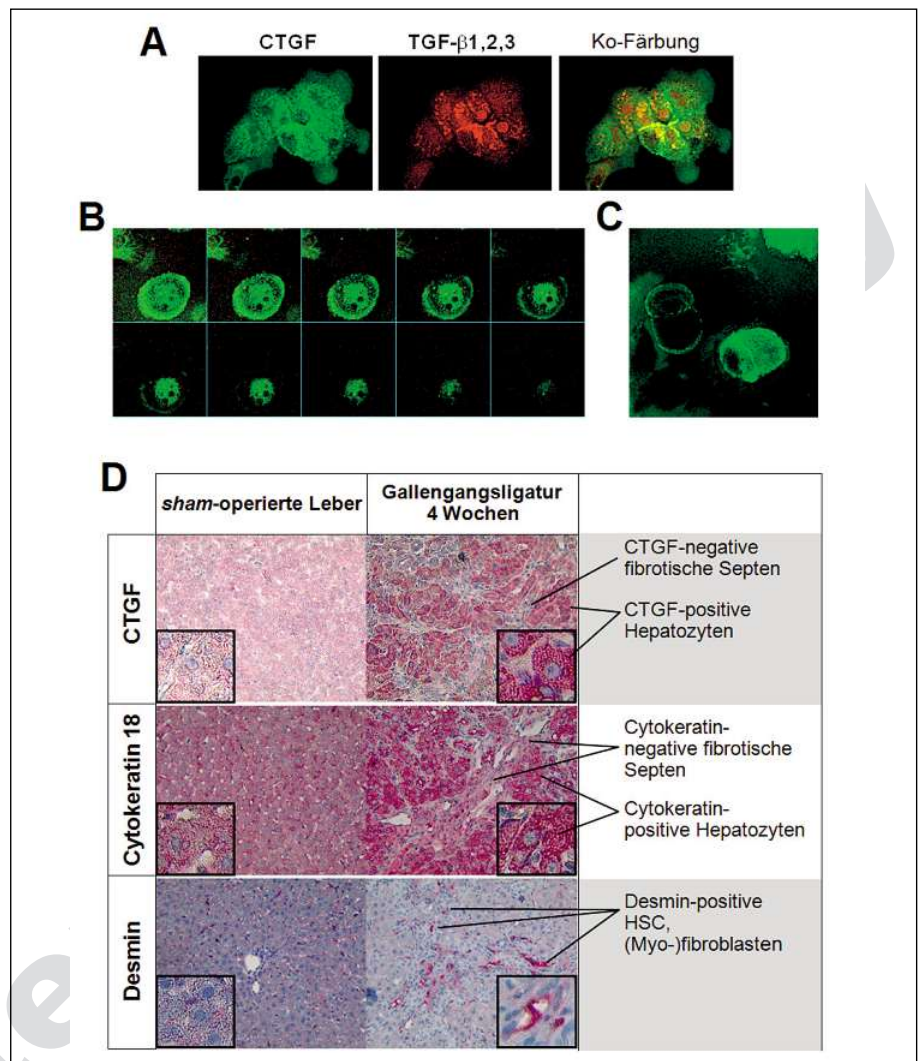 A
CTGF
TGF-β1,2,3
Ko-Färbung
B
C
D
sham-operierte Leber
Gallengangsligatur
4 Wochen
CTGF
CTGF-negative
fibrotische Septen
CTGF-positive
Hepatozyten
Cytokeratin 18
Cytokeratin-
negative fibrotische
Septen
Cytokeratin-
positive Hepatozyten
Desmin
Desmin-positive
HSC,
(Myo-)fibroblasten